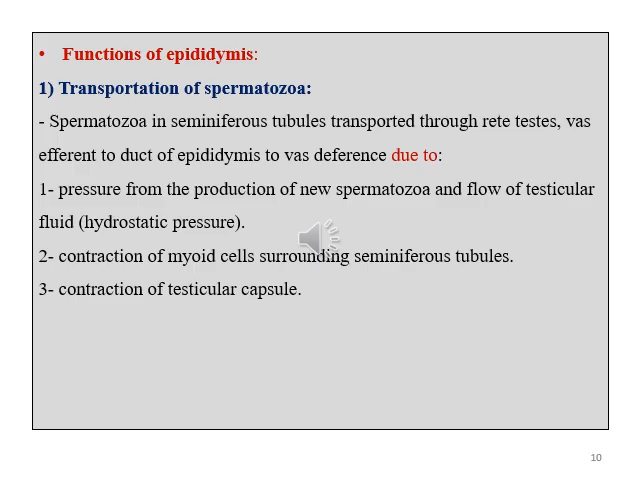 • Functions of epididymis:
1) Transportation of spermatozoa:
- Spermatozoa in seminiferous tubules transported through rete testes, vas
efferent to duct of epididymis to vas deference due to:
1- pressure from the production of new spermatozoa and flow of testicular
fluid (hydrostatic pressure).
2- contraction of myoid cells surrounding seminiferous tubules.
3- contraction of testicular capsule.
10